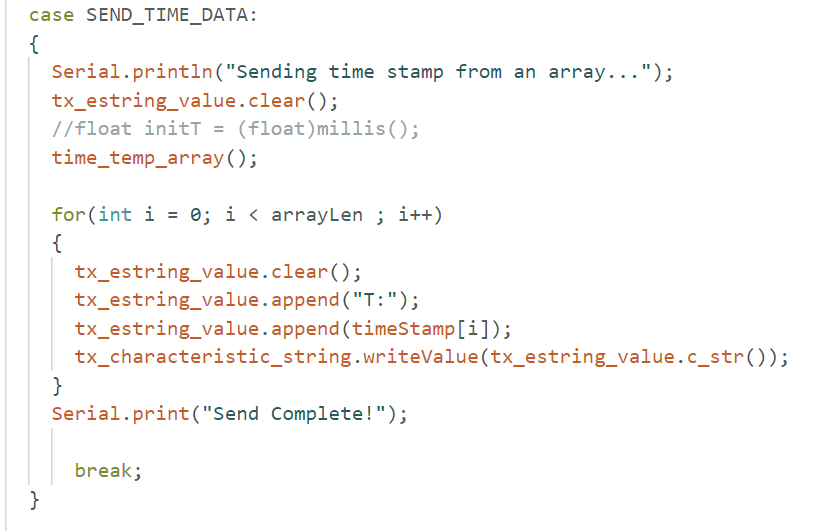 case SEND_TIME_DATA:
{
Serial.println("Sending time stamp from an array...");
tx_estring_value.clear();
//float initT = (float)millis();
time_temp_array();
for(int i = 0; i < arrayLen ; i++)
{
tx_estring_value.clear();
tx_estring_value.append("T:");
tx_estring_value.append(timeStamp[i]);
tx_characteristic_string.writeValue(tx_estring_value.c_str());
}
Serial.print("Send Complete!");
break;
}